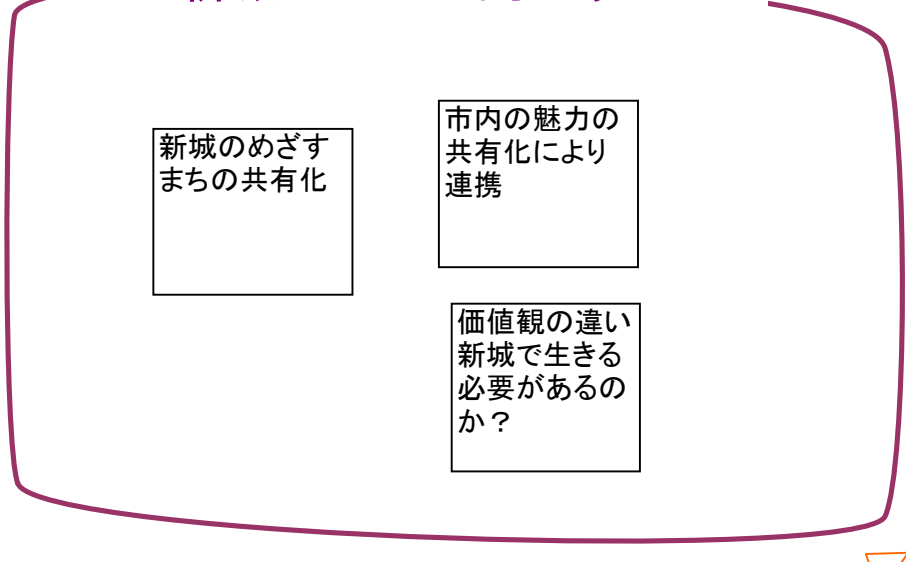 新城のめざす
まちの共有化
市内の魅力の
共有化により
連携
価値観の違い
新城で生きる
必要があるの
か？